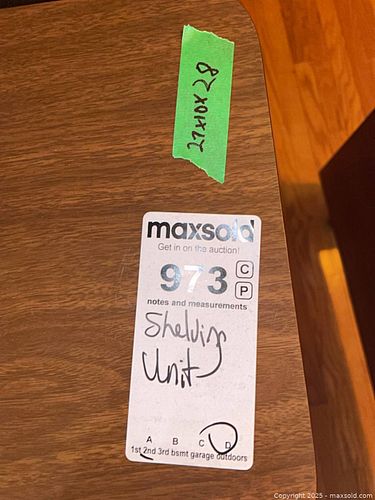 27x10x28
maxsold
Get in on the auction!
973 C
P
notes and measurements
Shelving
Unit
A B C D
1st 2nd 3rd bsmt garage outdoors
Copyright 2025 - maxsold.com